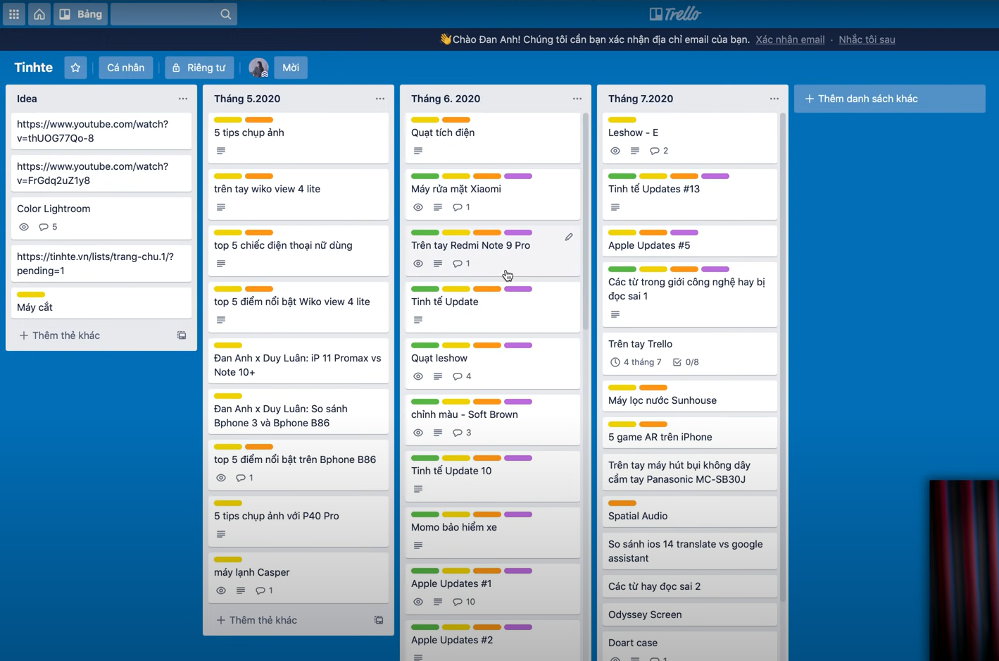 Bảng
Trello
👋Chào Đan Anh! Chúng tôi cần bạn xác nhận địa chỉ email của bạn. Xác nhận email · Nhắc tôi sau
Tinhte
Cá nhân
Riêng tư
Mời
Idea
https://www.youtube.com/watch?
v=thUOG77Qo-8
https://www.youtube.com/watch?
v=FrGdq2uZ1y8
Color Lightroom
5
https://tinhte.vn/lists/trang-chu.1/?
pending=1
Máy cắt
+ Thêm thẻ khác
Tháng 5.2020
5 tips chụp ảnh
trên tay wiko view 4 lite
top 5 chiếc điện thoại nữ dùng
top 5 điểm nổi bật Wiko view 4 lite
Đan Anh x Duy Luân: iP 11 Promax vs
Note 10+
Đan Anh x Duy Luân: So sánh
Bphone 3 và Bphone B86
top 5 điểm nổi bật trên Bphone B86
1
5 tips chụp ảnh với P40 Pro
máy lạnh Casper
1
+ Thêm thẻ khác
Tháng 6. 2020
Quạt tích điện
Máy rửa mặt Xiaomi
1
Trên tay Redmi Note 9 Pro
1
Tinh tế Update
Quạt leshow
4
chỉnh màu - Soft Brown
3
Tinh tế Update 10
Momo bảo hiểm xe
Apple Updates #1
10
Apple Updates #2
Tháng 7.2020
Leshow - E
2
Tinh tế Updates #13
Apple Updates #5
Các từ trong giới công nghệ hay bị
đọc sai 1
Trên tay Trello
4 tháng 7 0/8
Máy lọc nước Sunhouse
5 game AR trên iPhone
Trên tay máy hút bụi không dây
cầm tay Panasonic MC-SB30J
Spatial Audio
So sánh ios 14 translate vs google
assistant
Các từ hay đọc sai 2
Odyssey Screen
Doart case
1
+ Thêm danh sách khác